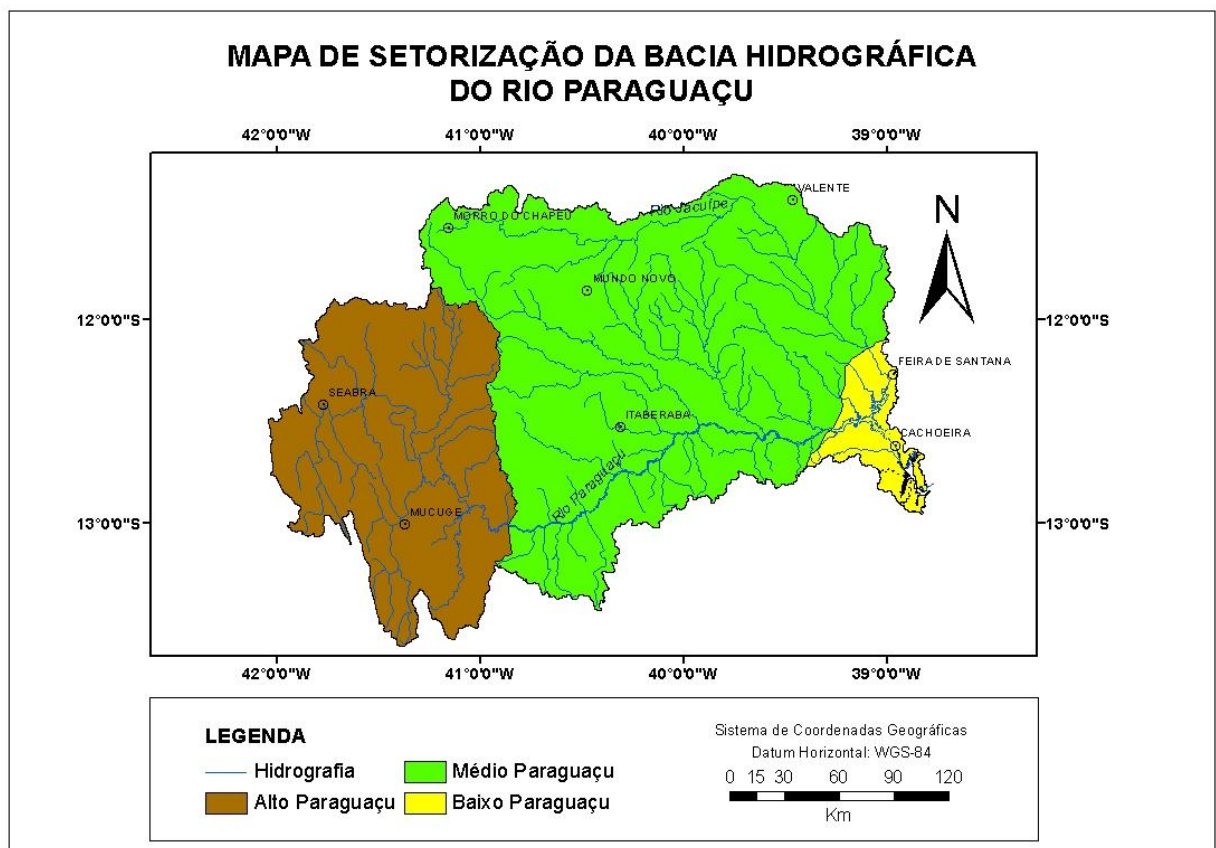 MAPA DE SETORIZAÇÃO DA BACIA HIDROGRÁFICA
DO RIO PARAGUAÇU
42°0'0"W 41°0'0"W 40°0'0"W 39°0'0"W
VALENTE
Rio Jacuípe
MORRO DO CHAPEU
N
MUNDO NOVO
12°0'0"S 12°0'0"S
FEIRA DE SANTANA
SEABRA
ITABERABA
CACHOEIRA
Rio Paraguaçu
MUCUGE
13°0'0"S 13°0'0"S
42°0'0"W 41°0'0"W 40°0'0"W 39°0'0"W
LEGENDA
Hidrografia
Médio Paraguaçu
Alto Paraguaçu
Baixo Paraguaçu
Sistema de Coordenadas Geográficas
Datum Horizontal: WGS-84
0 15 30 60 90 120
Km